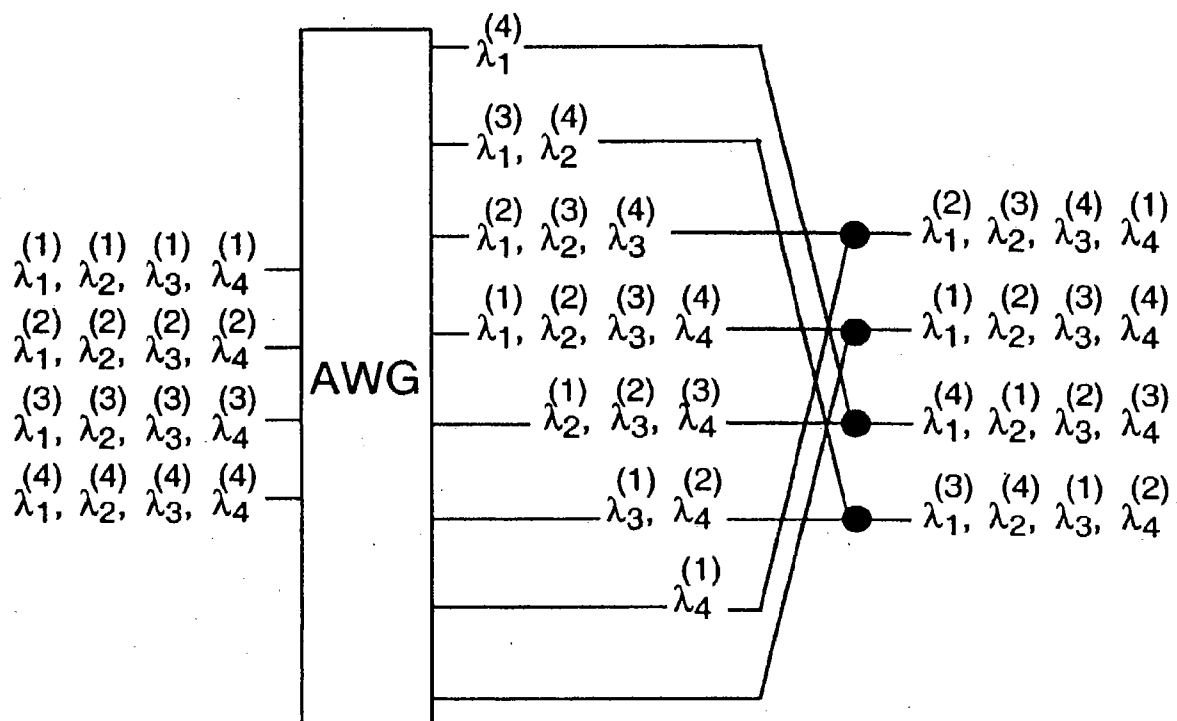 λ₁⁽⁴⁾
λ₁⁽³⁾, λ₂⁽⁴⁾
λ₁⁽²⁾, λ₂⁽³⁾, λ₃⁽⁴⁾
λ₁⁽¹⁾, λ₂⁽²⁾, λ₃⁽³⁾, λ₄⁽⁴⁾
λ₂⁽¹⁾, λ₃⁽²⁾, λ₄⁽³⁾
λ₃⁽¹⁾, λ₄⁽²⁾
λ₄⁽¹⁾
λ₁⁽¹⁾, λ₂⁽¹⁾, λ₃⁽¹⁾, λ₄⁽¹⁾
λ₁⁽²⁾, λ₂⁽²⁾, λ₃⁽²⁾, λ₄⁽²⁾
λ₁⁽³⁾, λ₂⁽³⁾, λ₃⁽³⁾, λ₄⁽³⁾
λ₁⁽⁴⁾, λ₂⁽⁴⁾, λ₃⁽⁴⁾, λ₄⁽⁴⁾
AWG
λ₁⁽²⁾, λ₂⁽³⁾, λ₃⁽⁴⁾, λ₄⁽¹⁾
λ₁⁽¹⁾, λ₂⁽²⁾, λ₃⁽³⁾, λ₄⁽⁴⁾
λ₁⁽⁴⁾, λ₂⁽¹⁾, λ₃⁽²⁾, λ₄⁽³⁾
λ₁⁽³⁾, λ₂⁽⁴⁾, λ₃⁽¹⁾, λ₄⁽²⁾